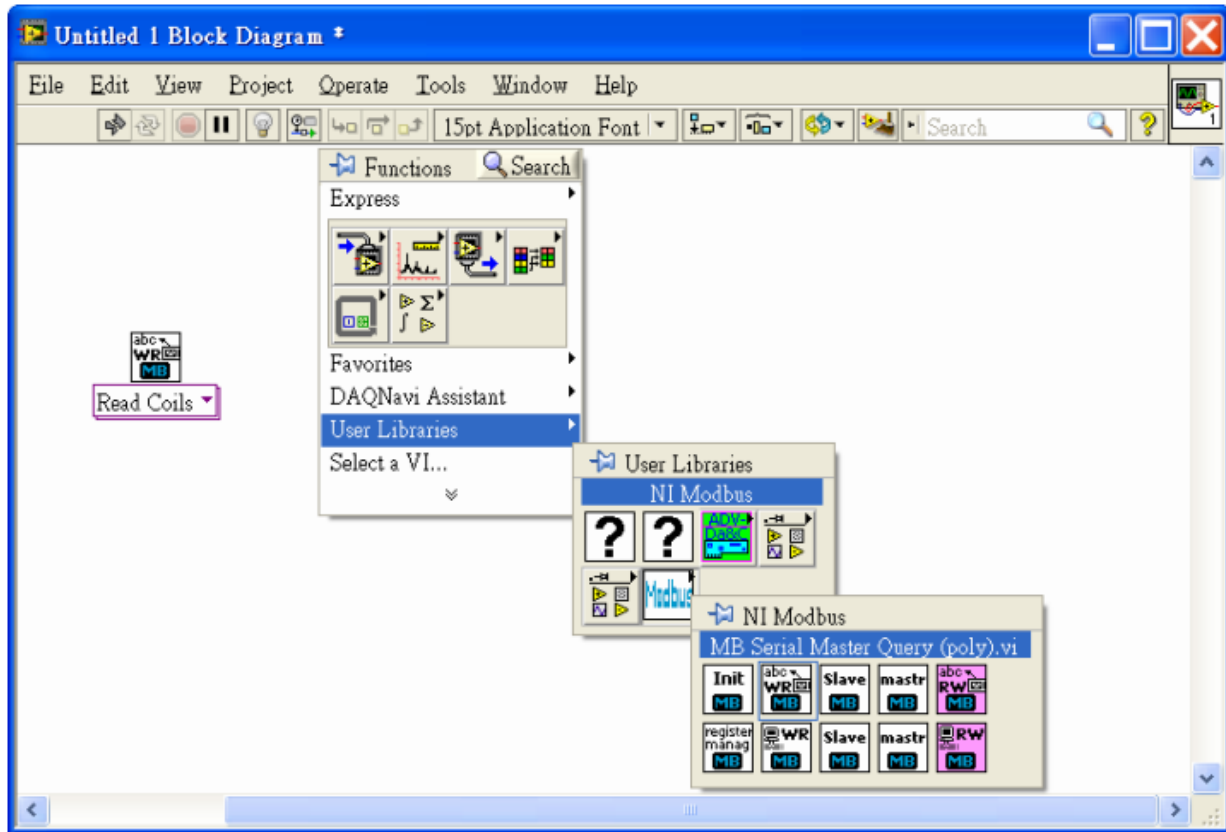 Untitled 1 Block Diagram *
File Edit View Project Operate Tools Window Help
15pt Application Font Search
1
Functions Search
Express
Favorites
DAQNavi Assistant
User Libraries
Select a VI...
abc
WR
MB
Read Coils
User Libraries
NI Modbus
? ? ADV-
Da&C
Modbus
NI Modbus
MB Serial Master Query (poly).vi
Init abc WR Slave mastr abc RW
MB MB MB MB MB
register manag WR Slave mastr RW
MB MB MB MB MB